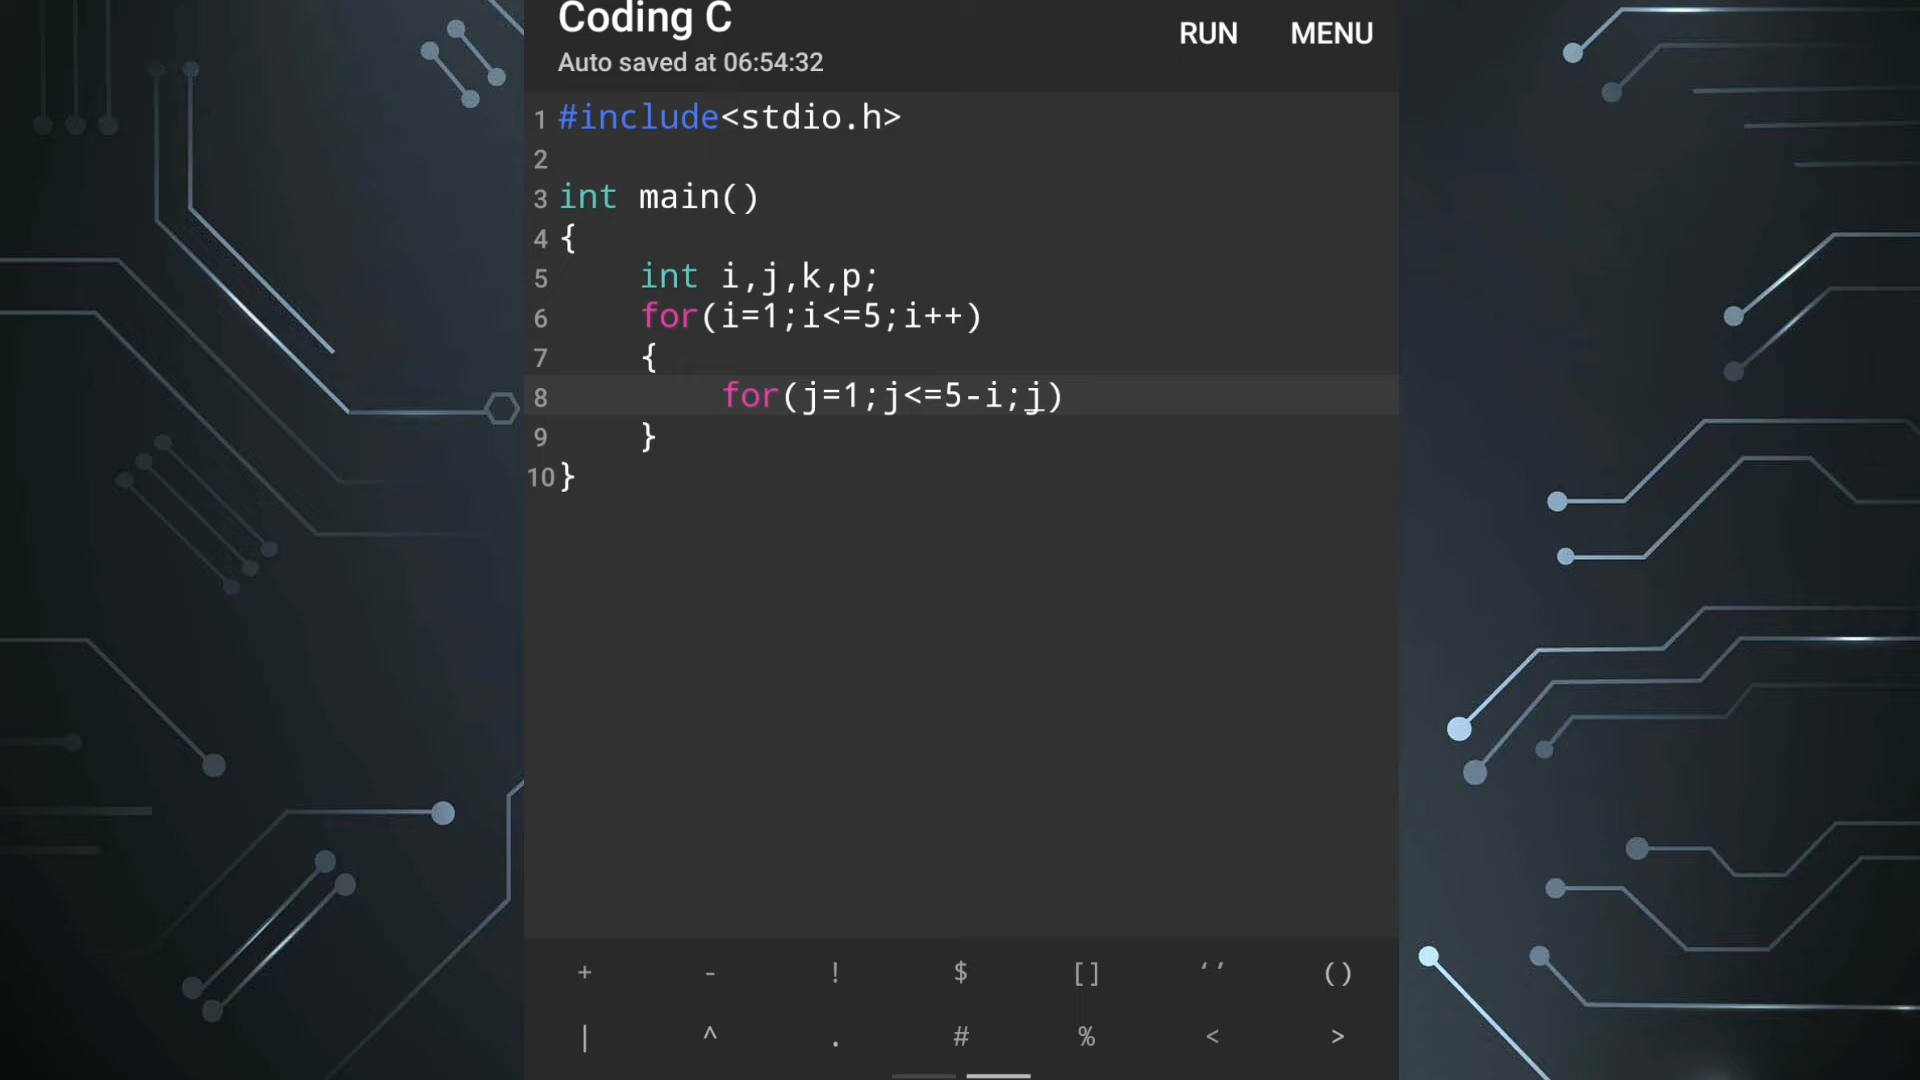 Coding C
RUN MENU
Auto saved at 06:54:32
1 #include<stdio.h>
2
3 int main()
4 {
5 int i,j,k,p;
6 for(i=1;i<=5;i++)
7 {
8 for(j=1;j<=5-i;j)
9 }
10 }
+ - ! $ [] ‘’ ()
| ^ . # % < >